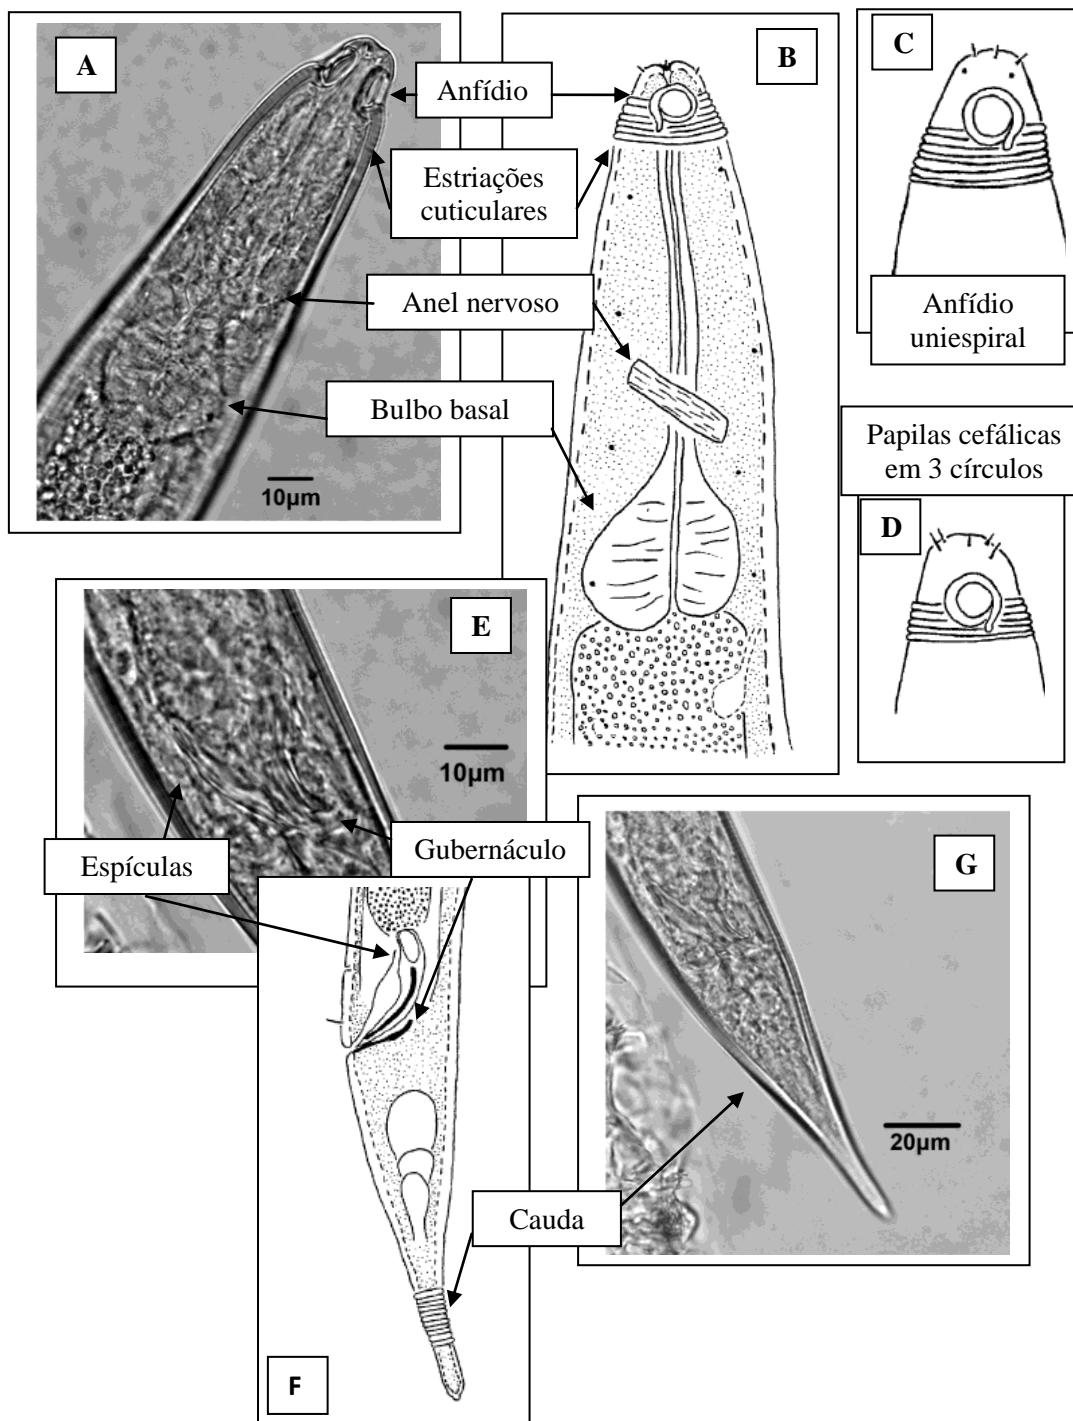 A
B
C
Anfídio
Estriações
cuticulares
Anel nervoso
Anfídio
uniespiral
Bulbo basal
Papilas cefálicas
em 3 círculos
10µm
D
E
10µm
Espículas
Gubernáculo
G
20µm
Cauda
F